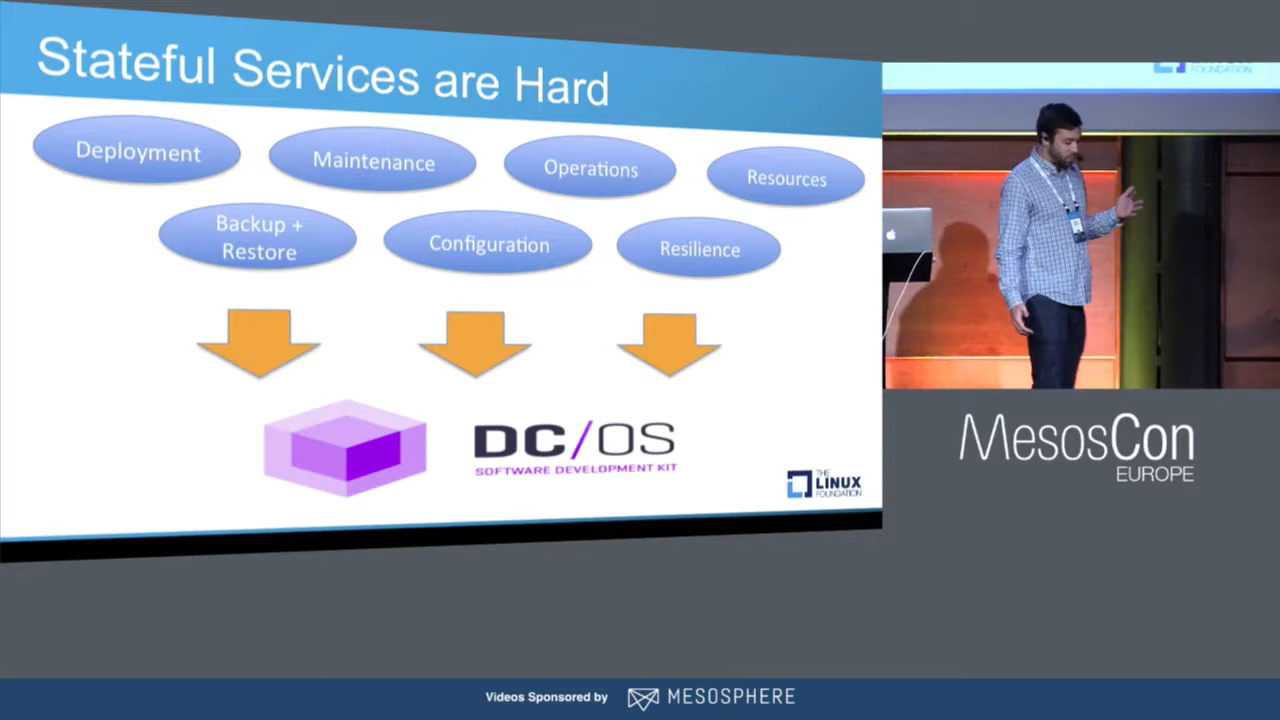 Stateful Services are Hard
Deployment
Maintenance
Operations
Resources
Backup +
Restore
Configuration
Resilience
DC/OS
SOFTWARE DEVELOPMENT KIT
THE
LINUX
FOUNDATION
FOUNDATION
MesosCon
EUROPE
Videos Sponsored by
MESOSPHERE